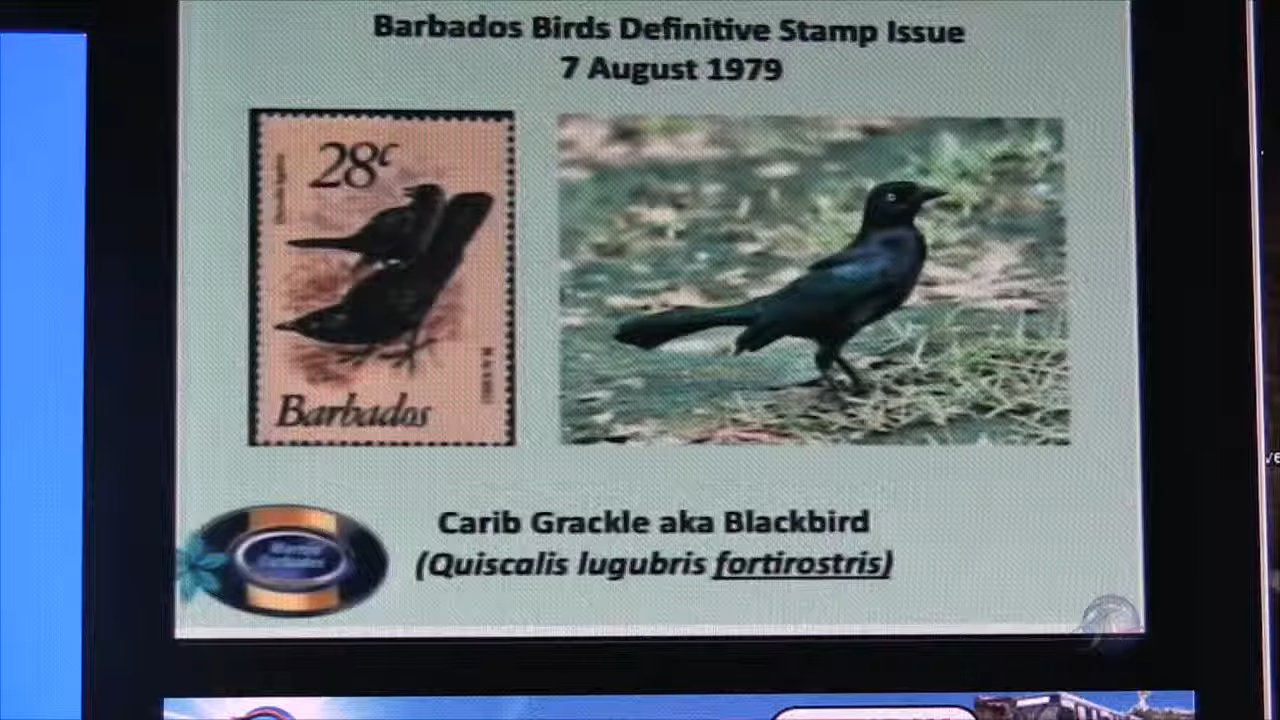 Barbados Birds Definitive Stamp Issue
7 August 1979
28c
Barbados
Carib Grackle aka Blackbird
(Quiscalis lugubris fortirostris)